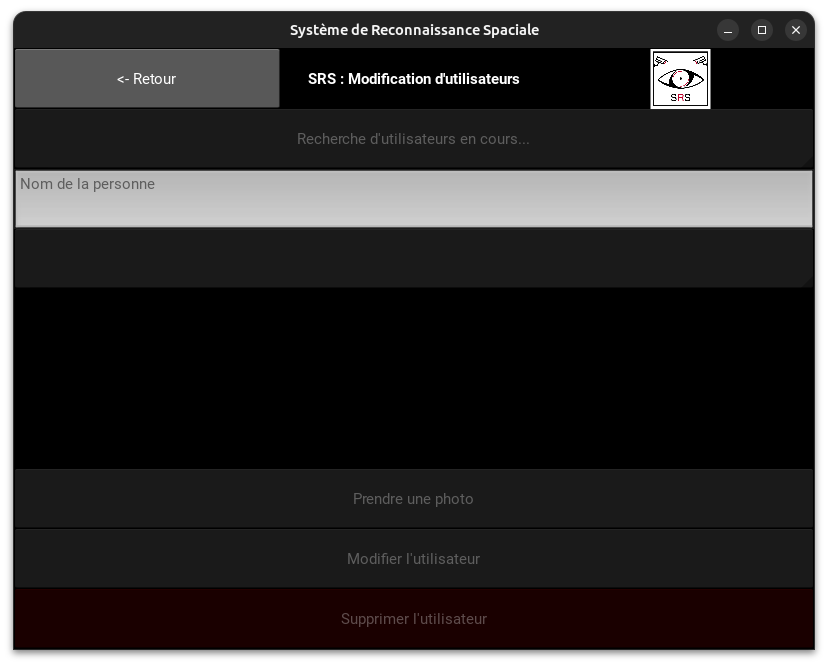 Système de Reconnaissance Spaciale
<- Retour
SRS : Modification d'utilisateurs
SRS
Recherche d'utilisateurs en cours...
Nom de la personne
Prendre une photo
Modifier l'utilisateur
Supprimer l'utilisateur